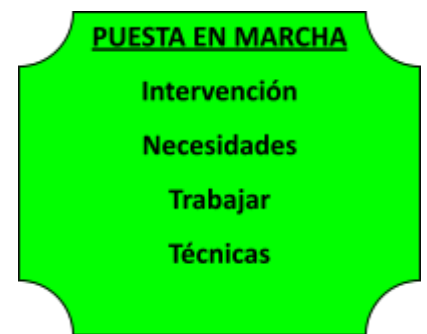 PUESTA EN MARCHA
Intervención
Necesidades
Trabajar
Técnicas